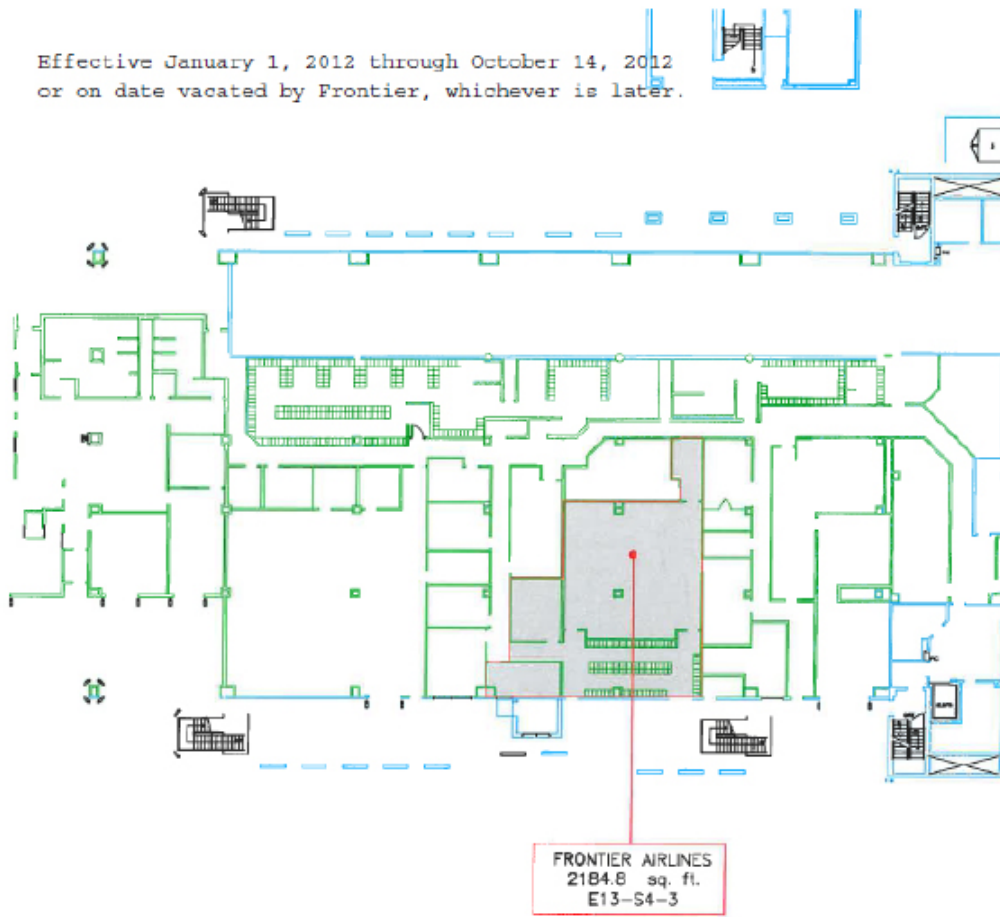 Effective January 1, 2012 through October 14, 2012
or on date vacated by Frontier, whichever is later.
FRONTIER AIRLINES
2184.8 sq. ft.
E13-S4-3